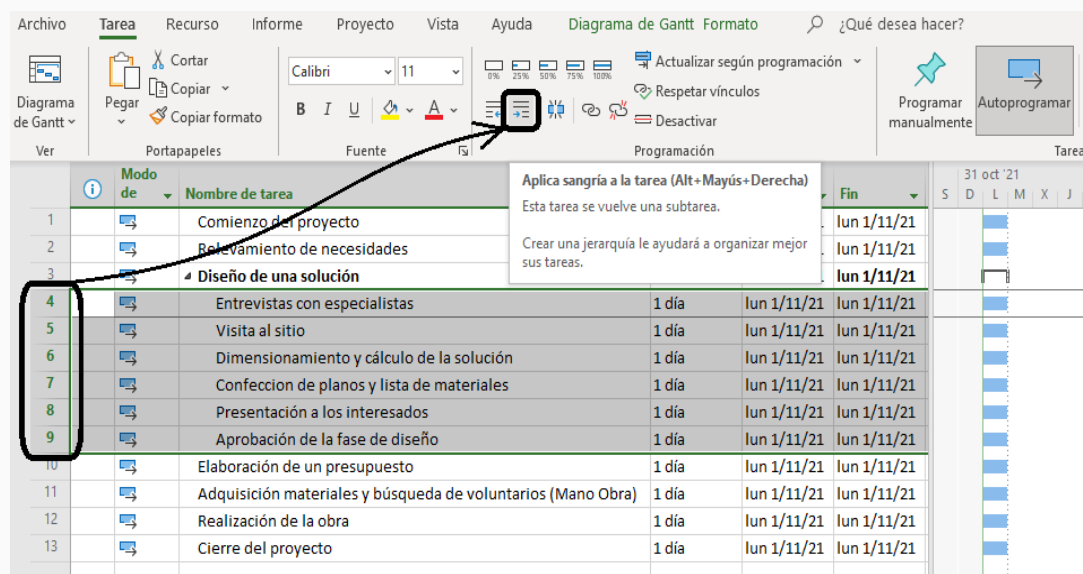 Archivo Tarea Recurso Informe Proyecto Vista Ayuda Diagrama de Gantt Formato ¿Qué desea hacer?
Diagrama de Gantt
Ver
Pegar
Cortar
Copiar
Copiar formato
Portapapeles
Calibri 11
N I U A
Fuente
0% 25% 50% 75% 100%
Actualizar según programación
Respetar vínculos
Desactivar
Programación
Programar manualmente
Autoprogramar
Tarea
Aplica sangría a la tarea (Alt+Mayús+Derecha)
Esta tarea se vuelve una subtarea.
Crear una jerarquía le ayudará a organizar mejor
sus tareas.
Modo de Nombre de tarea Fin
31 oct '21
S D L M X J
1 Comienzo del proyecto lun 1/11/21
2 Relevamiento de necesidades lun 1/11/21
3 Diseño de una solución lun 1/11/21
4 Entrevistas con especialistas 1 día lun 1/11/21 lun 1/11/21
5 Visita al sitio 1 día lun 1/11/21 lun 1/11/21
6 Dimensionamiento y cálculo de la solución 1 día lun 1/11/21 lun 1/11/21
7 Confeccion de planos y lista de materiales 1 día lun 1/11/21 lun 1/11/21
8 Presentación a los interesados 1 día lun 1/11/21 lun 1/11/21
9 Aprobación de la fase de diseño 1 día lun 1/11/21 lun 1/11/21
10 Elaboración de un presupuesto 1 día lun 1/11/21 lun 1/11/21
11 Adquisición materiales y búsqueda de voluntarios (Mano Obra) 1 día lun 1/11/21 lun 1/11/21
12 Realización de la obra 1 día lun 1/11/21 lun 1/11/21
13 Cierre del proyecto 1 día lun 1/11/21 lun 1/11/21